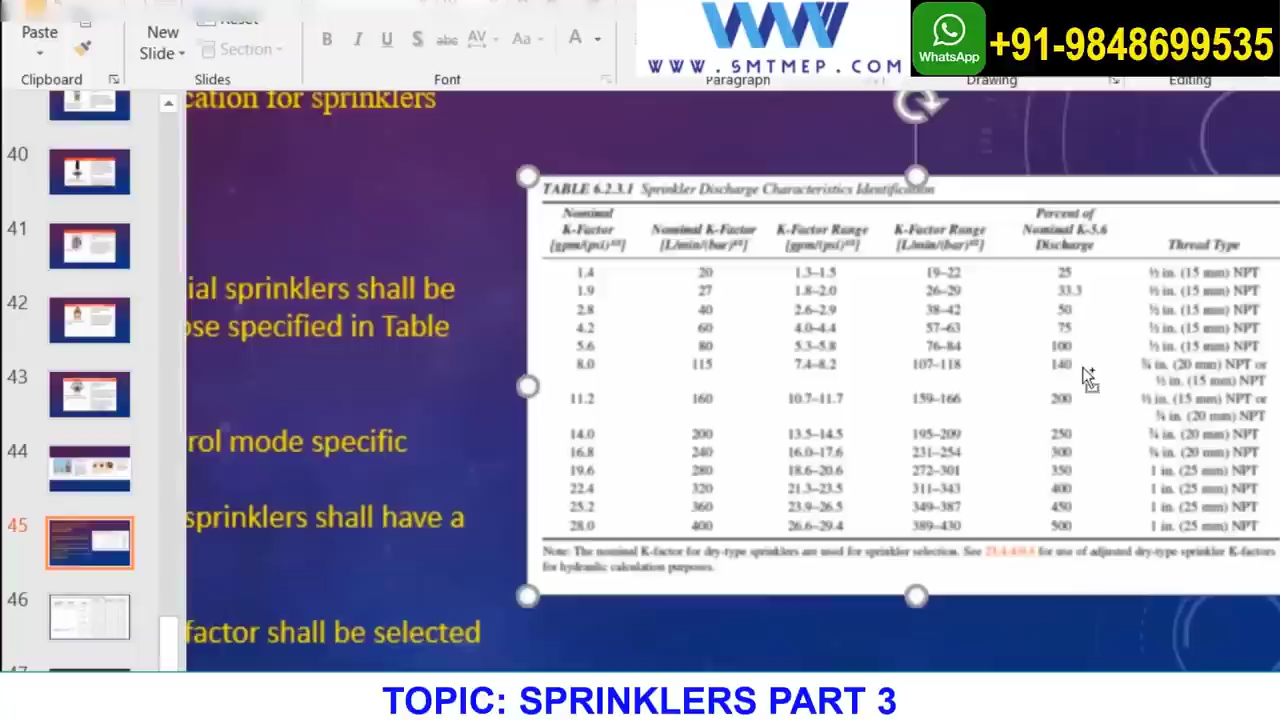 Paste
New
Slide
Reset
Section
B I U S abc AV Aa A
Clipboard
Slides
Font
Paragraph
Drawing
Editing
WWW.SMTMEP.COM
WhatsApp
+91-9848699535
40
41
42
43
44
45
46
cation for sprinklers
ial sprinklers shall be
ose specified in Table
rol mode specific
sprinklers shall have a
factor shall be selected
TABLE 6.2.3.1 Sprinkler Discharge Characteristics Identification
Nominal Percent of
K-Factor Nominal K-Factor K-Factor Range K-Factor Range Nominal K-5.6
[gpm/(psi)^1/2] [L/min/(bar)^1/2] [gpm/(psi)^1/2] [L/min/(bar)^1/2] Discharge Thread Type
1.4 20 1.3–1.5 19–22 25 ½ in. (15 mm) NPT
1.9 27 1.8–2.0 26–29 33.3 ½ in. (15 mm) NPT
2.8 40 2.6–2.9 38–42 50 ½ in. (15 mm) NPT
4.2 60 4.0–4.4 57–63 75 ½ in. (15 mm) NPT
5.6 80 5.3–5.8 76–84 100 ½ in. (15 mm) NPT
8.0 115 7.4–8.2 107–118 140 ¾ in. (20 mm) NPT or
½ in. (15 mm) NPT
11.2 160 10.7–11.7 159–166 200 ½ in. (15 mm) NPT or
¾ in. (20 mm) NPT
14.0 200 13.5–14.5 195–209 250 ¾ in. (20 mm) NPT
16.8 240 16.0–17.6 231–254 300 ¾ in. (20 mm) NPT
19.6 280 18.6–20.6 272–301 350 1 in. (25 mm) NPT
22.4 320 21.3–23.5 311–343 400 1 in. (25 mm) NPT
25.2 360 23.9–26.5 349–387 450 1 in. (25 mm) NPT
28.0 400 26.6–29.4 389–430 500 1 in. (25 mm) NPT
Note: The nominal K-factor for dry-type sprinklers are used for sprinkler selection. See for use of adjusted dry-type sprinkler K-factors
for hydraulic calculation purposes.
TOPIC: SPRINKLERS PART 3